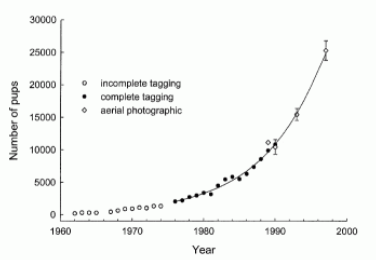 30000
25000
20000
15000
10000
5000
0
Number of pups
incomplete tagging
complete tagging
aerial photographic
1960 1970 1980 1990 2000
Year